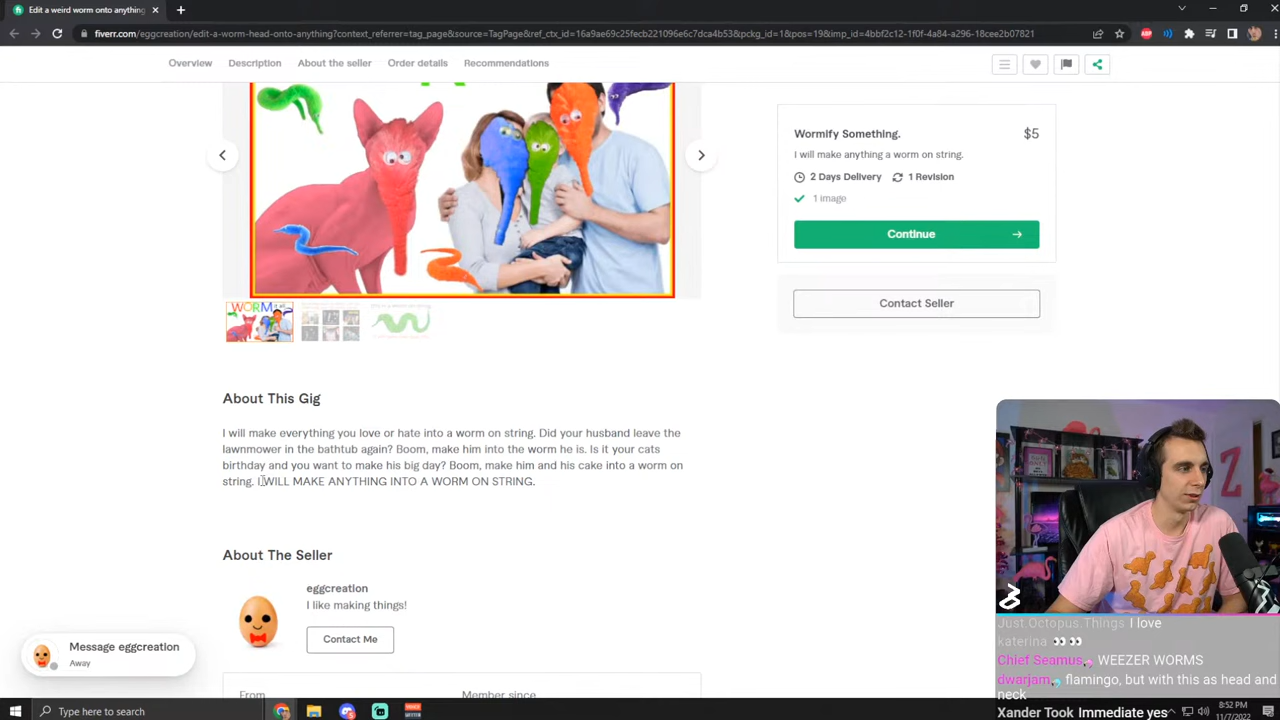 Edit a weird worm onto anything
fiverr.com/eggcreation/edit-a-worm-head-onto-anything?context_referrer=tag_page&source=TagPage&ref_ctx_id=16a9ae69c25fecb221096e6c7dca4b3c&pckg_id=1&pos=19&imp_id=4bbf2c12-1f0f-4a84-a296-18cee2b07821
Overview Description About the seller Order details Recommendations
Wormify Something. $5
I will make anything a worm on string.
2 Days Delivery 1 Revision
1 image
Continue
Contact Seller
WORM
About This Gig
I will make everything you love or hate into a worm on string. Did your husband leave the
lawnmower in the bathtub again? Boom, make him into the worm he is. Is it your cats
birthday and you want to make his big day? Boom, make him and his cake into a worm on
string. I WILL MAKE ANYTHING INTO A WORM ON STRING.
About The Seller
eggcreation
I like making things!
Contact Me
Message eggcreation
Away
From Member since
Just.Octopus.Things I love
katerina
Chief Seamus, WEEZER WORMS
dwarjam, flamingo, but with this as head and
neck
Xander Took Immediate yes
Type here to search
8:52 PM
11/7/2022